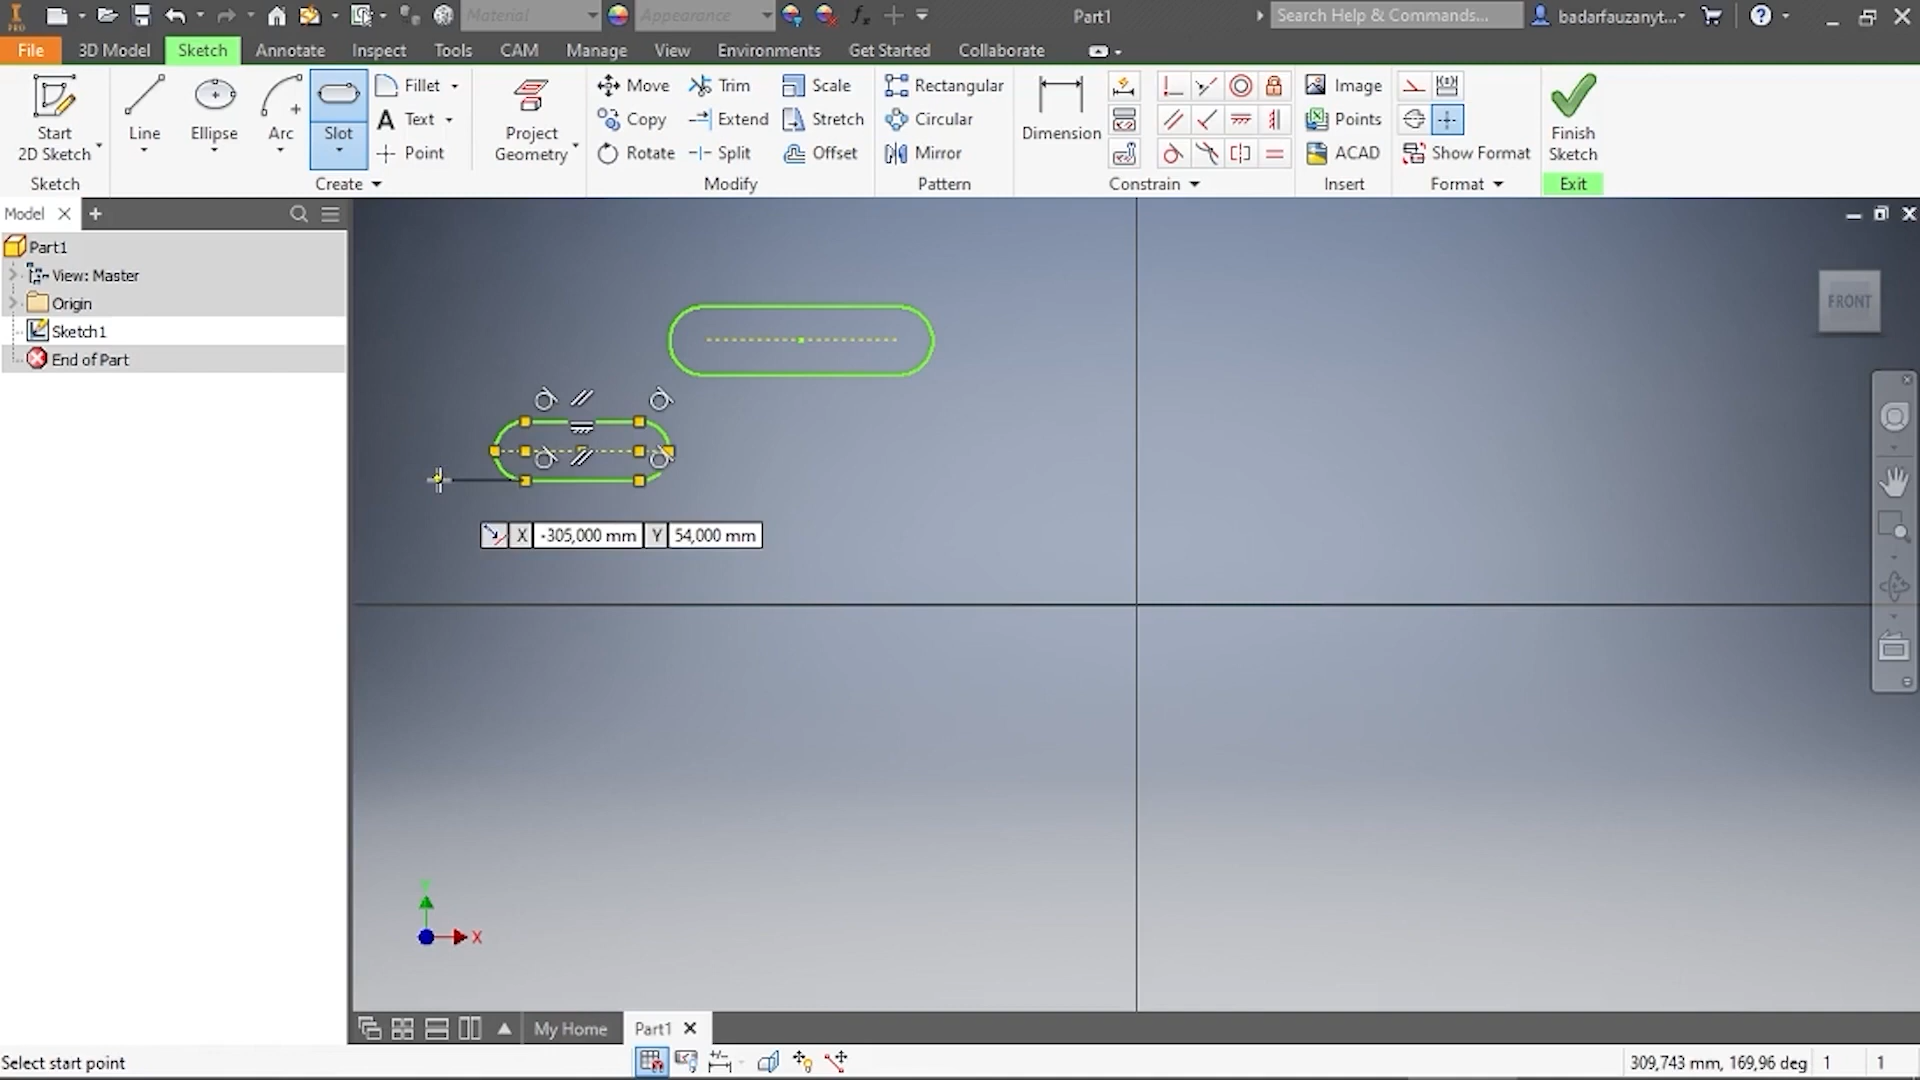 Material
Appearance
fx
Part1
Search Help & Commands...
badarfauzanyt...
PRO
File
3D Model
Sketch
Annotate
Inspect
Tools
CAM
Manage
View
Environments
Get Started
Collaborate
Start
2D Sketch
Line
Ellipse
Arc
Slot
Fillet
Text
Point
Project
Geometry
Move
Copy
Rotate
Trim
Extend
Split
Scale
Stretch
Offset
Rectangular
Circular
Mirror
Dimension
Image
Points
ACAD
Show Format
Finish
Sketch
Sketch
Create
Modify
Pattern
Constrain
Insert
Format
Exit
Model
Part1
View: Master
Origin
Sketch1
End of Part
FRONT
X -305,000 mm Y 54,000 mm
Y
X
My Home
Part1
Select start point
309,743 mm, 169,96 deg 1 1